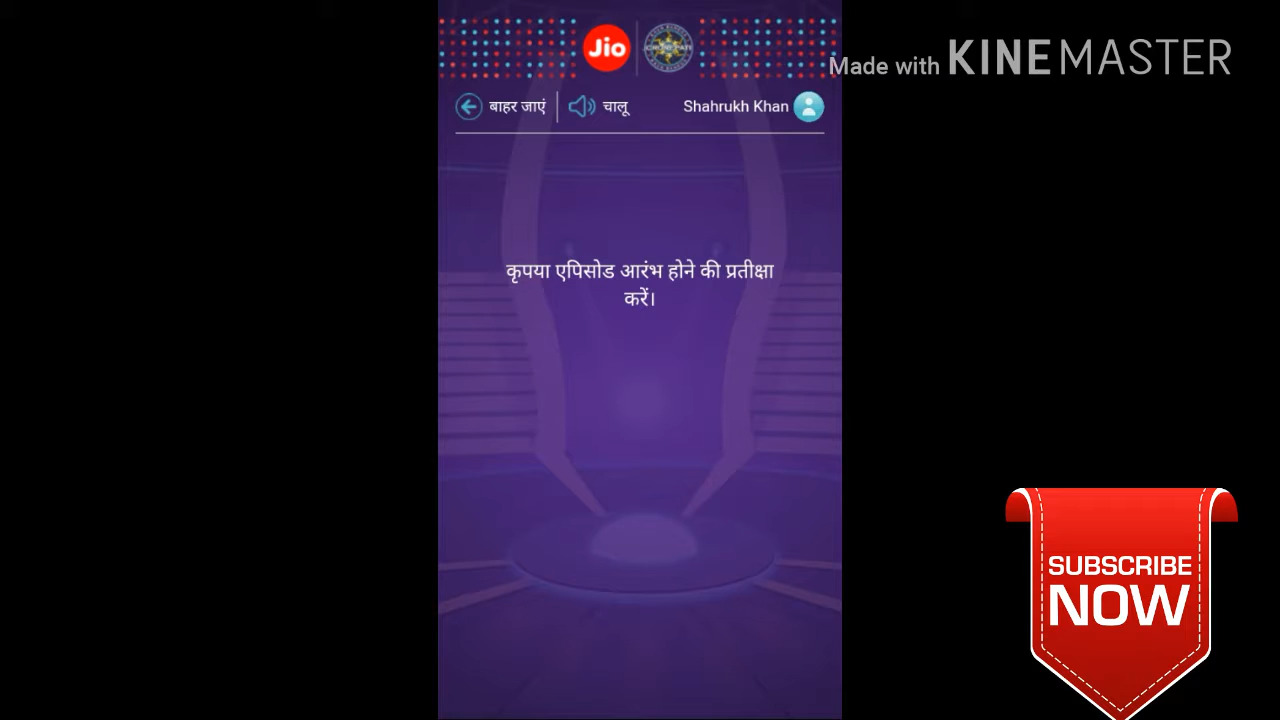 Jio
Made with KINEMASTER
बाहर जाएं
चालू
Shahrukh Khan
कृपया एपिसोड आरंभ होने की प्रतीक्षा
करें।
SUBSCRIBE
NOW